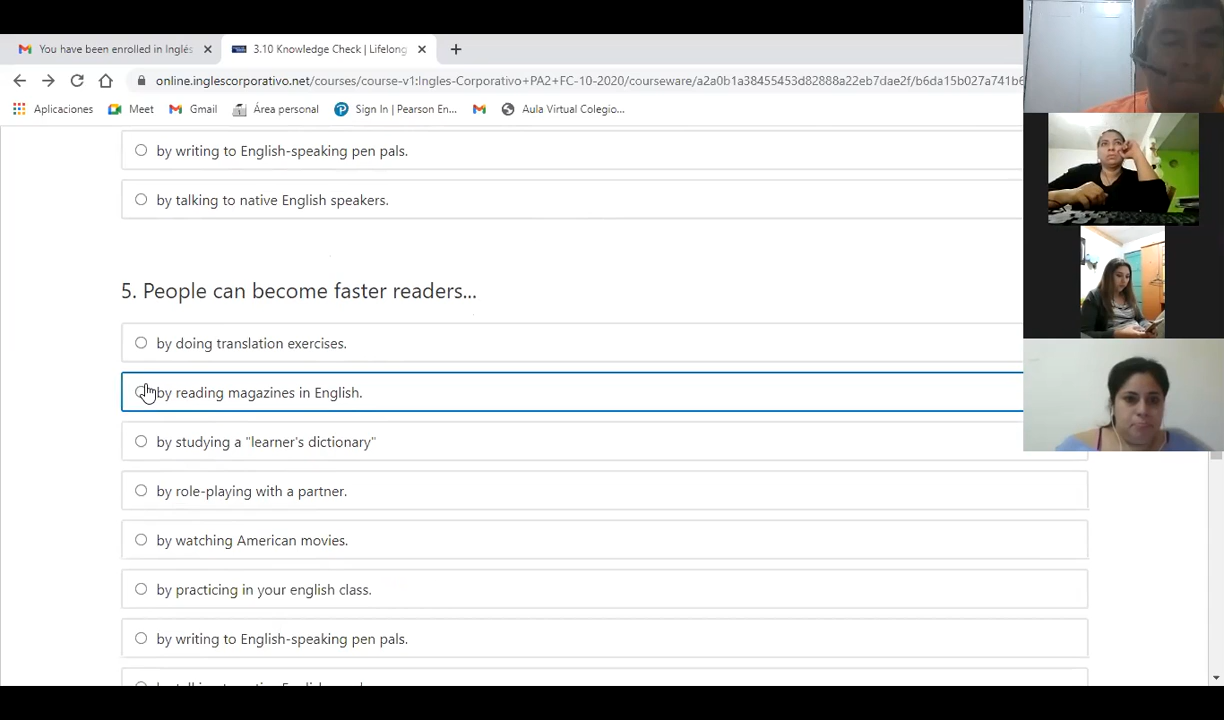 You have been enrolled in Inglés
3.10 Knowledge Check | Lifelong
online.inglescorporativo.net/courses/course-v1:Ingles-Corporativo+PA2+FC-10-2020/courseware/a2a0b1a38455453d82888a22eb7dae2f/b6da15b027a741b6
Aplicaciones Meet Gmail Área personal Sign In | Pearson En... Aula Virtual Colegio...
by writing to English-speaking pen pals.
by talking to native English speakers.
5. People can become faster readers...
by doing translation exercises.
by reading magazines in English.
by studying a "learner's dictionary"
by role-playing with a partner.
by watching American movies.
by practicing in your english class.
by writing to English-speaking pen pals.